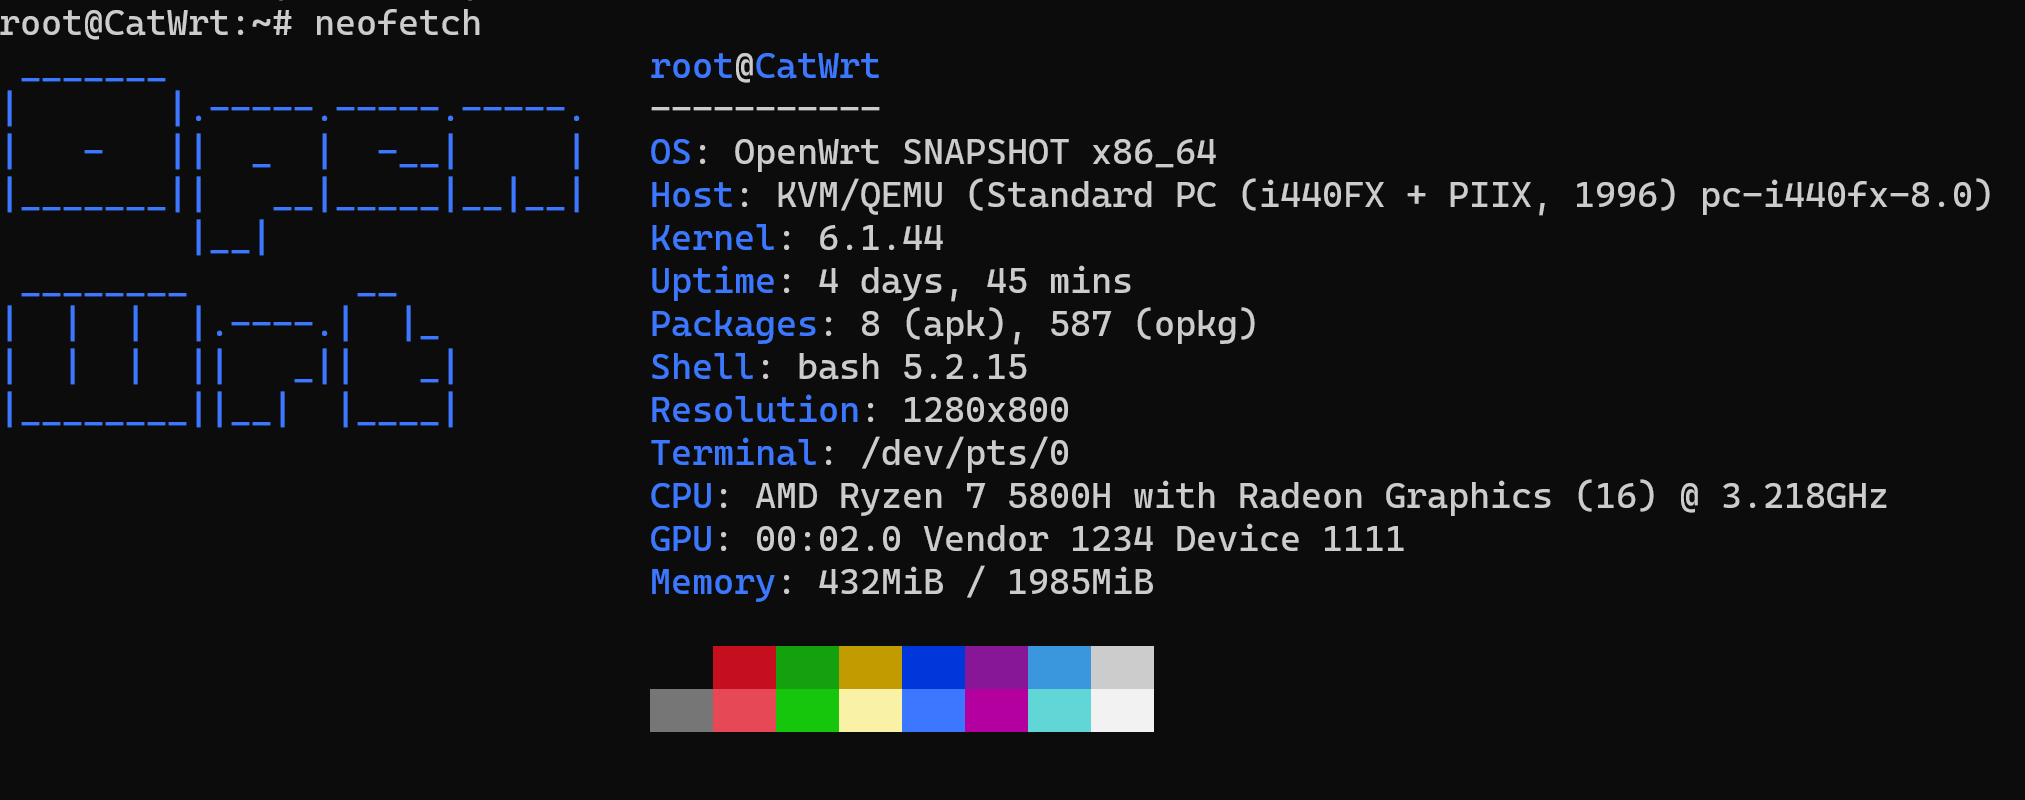 root@CatWrt:~# neofetch
root@CatWrt
-----------
OS: OpenWrt SNAPSHOT x86_64
Host: KVM/QEMU (Standard PC (i440FX + PIIX, 1996) pc-i440fx-8.0)
Kernel: 6.1.44
Uptime: 4 days, 45 mins
Packages: 8 (apk), 587 (opkg)
Shell: bash 5.2.15
Resolution: 1280x800
Terminal: /dev/pts/0
CPU: AMD Ryzen 7 5800H with Radeon Graphics (16) @ 3.218GHz
GPU: 00:02.0 Vendor 1234 Device 1111
Memory: 432MiB / 1985MiB